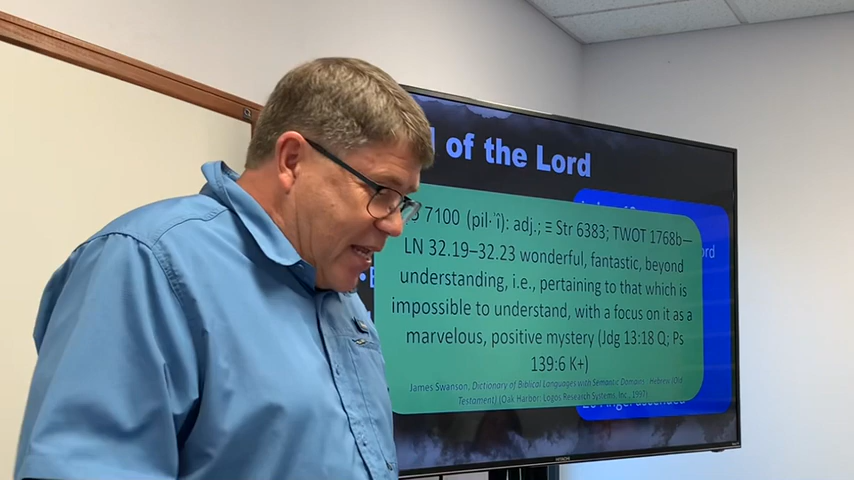 of the Lord
7100 (pil·ʾî): adj.; ≡ Str 6383; TWOT 1768b—
LN 32.19–32.23 wonderful, fantastic, beyond
understanding, i.e., pertaining to that which is
impossible to understand, with a focus on it as a
marvelous, positive mystery (Jdg 13:18 Q; Ps
139:6 K+)
James Swanson, Dictionary of Biblical Languages with Semantic Domains : Hebrew (Old
Testament) (Oak Harbor: Logos Research Systems, Inc., 1997)
20 Angel ascended
HITACHI